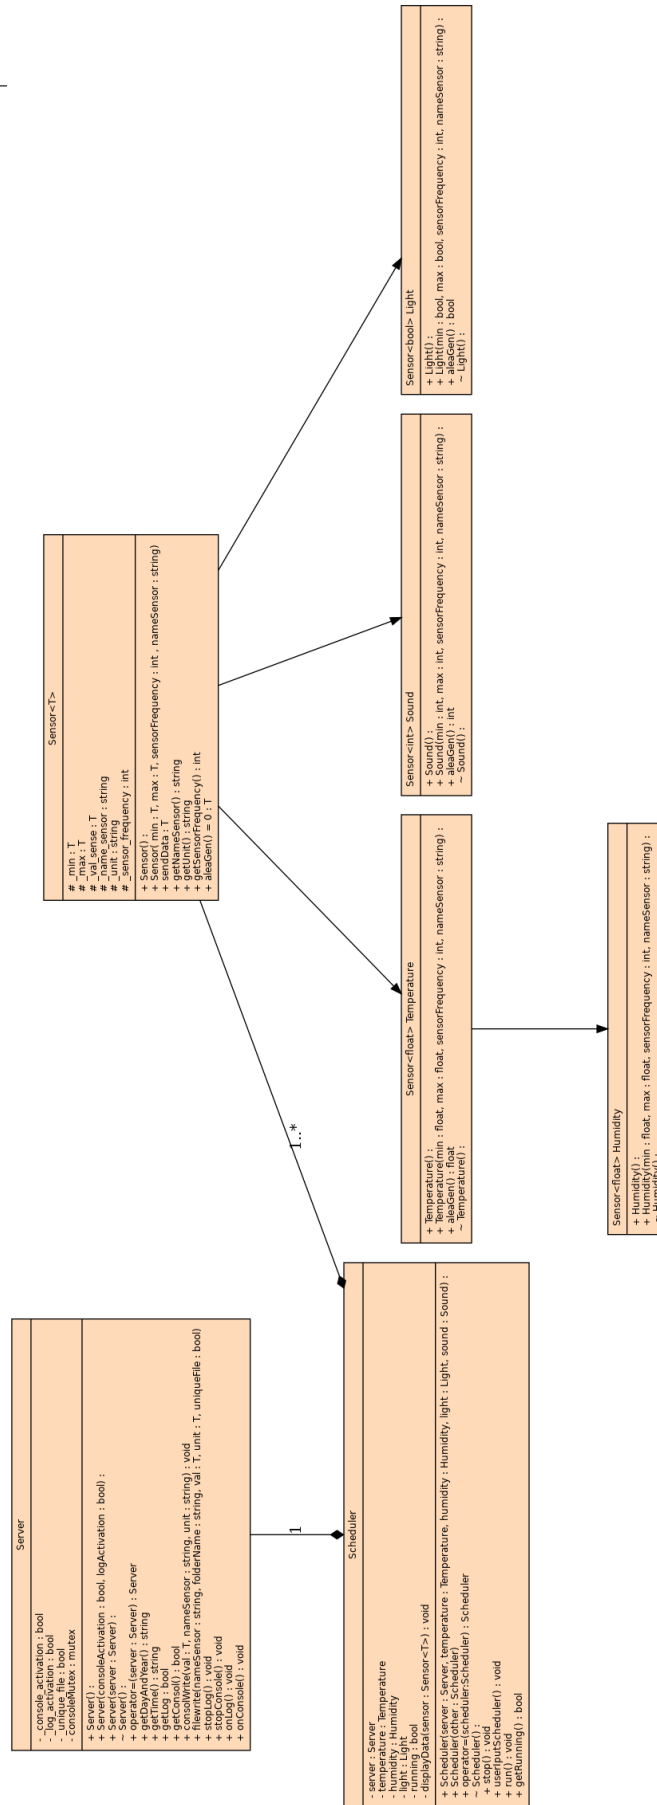 Server
- _console_activation : bool
- _log_activation : bool
- _unique_file : bool
- consoleMutex : mutex
+ Server() :
+ Server(consoleActivation : bool, logActivation : bool) :
+ Server(server : Server) :
~ Server() :
+ operator=(server : Server) : Server
+ getDayAndYear() : string
+ getTime() : string
+ getLog : bool
+ getConsol() : bool
+ consolWrite(val : T, nameSensor : string, unit : string) : void
+ filewrite(nameSensor : string, folderName : string, val : T, unit : T, uniqueFile : bool)
+ stopLog() : void
+ stopConsole() : void
+ onLog() : void
+ onConsole() : void
1
Scheduler
- server : Server
- temperature : Temperature
- humidity : Humidity
- light : Light
- running : bool
- displayData(sensor : Sensor<T>) : void
+ Scheduler(server : Server, temperature : Temperature, humidity : Humidity, light : Light, sound : Sound) :
+ Scheduler(other : Scheduler)
+ operator=(scheduler:Scheduler) : Scheduler
~ Scheduler() :
+ stop() : void
+ userIputScheduler() : void
+ run() : void
+ getRunning() : bool
1..*
Sensor<T>
# _min : T
# _max : T
# _val sense : T
# _name_sensor : string
# _unit : string
# _sensor_frequency : int
+ Sensor() :
+ Sensor( min : T, max : T, sensorFrequency : int , nameSensor : string)
+ sendData : T
+ getNameSensor() : string
+ getUnit() : string
+ getSensorFrequency() : int
+ aleaGen() = 0 : T
Sensor<float> Temperature
+ Temperature() :
+ Temperature(min : float, max : float, sensorFrequency : int, nameSensor : string) :
+ aleaGen() : float
~ Temperature() :
Sensor<int> Sound
+ Sound() :
+ Sound(min : int, max : int, sensorFrequency : int, nameSensor : string) :
+ aleaGen() : int
~ Sound() :
Sensor<bool> Light
+ Light() :
+ Light(min : bool, max : bool, sensorFrequency : int, nameSensor : string) :
+ aleaGen() : bool
~ Light() :
Sensor<float> Humidity
+ Humidity() :
+ Humidity(min : float, max : float, sensorFrequency : int, nameSensor : string) :
~ Humidity() :